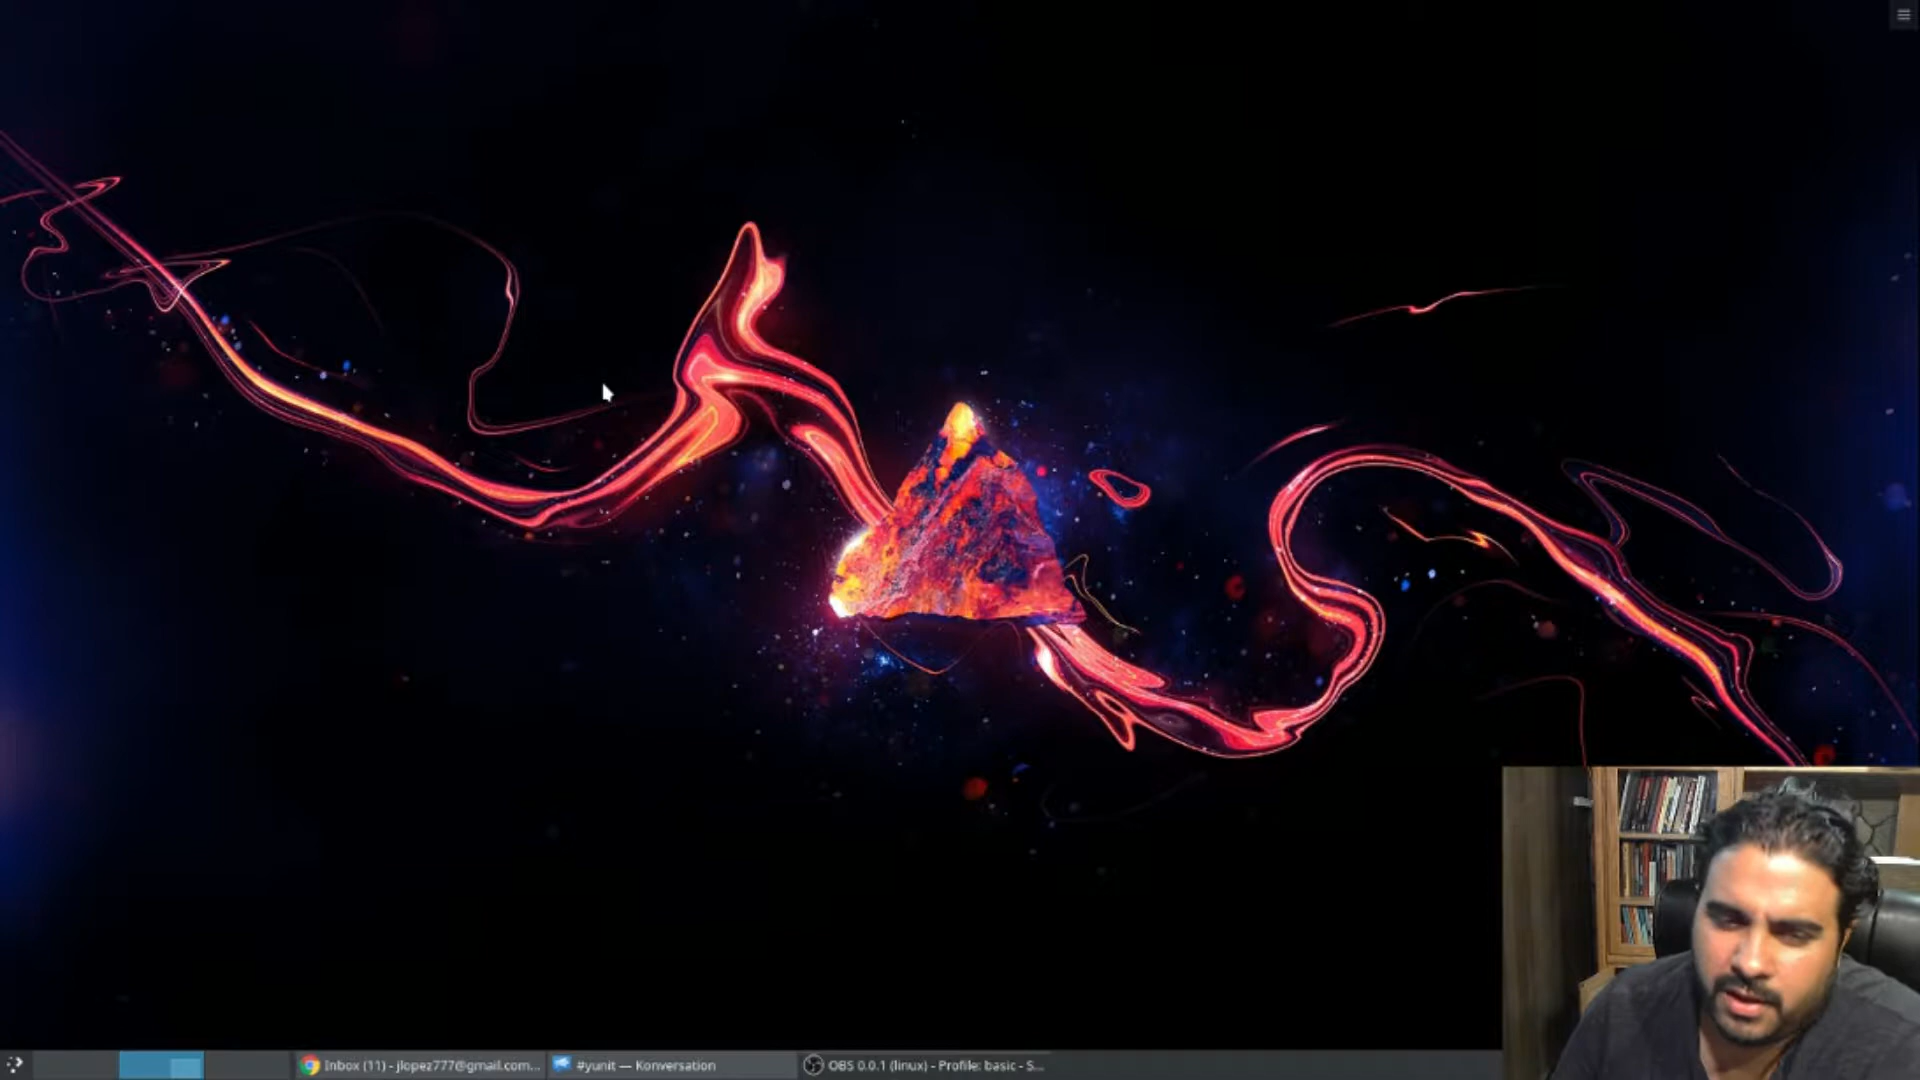 Inbox (11) - jlopez777@gmail.com...
#yunit — Konversation
OBS 0.0.1 (linux) - Profile: basic - S...